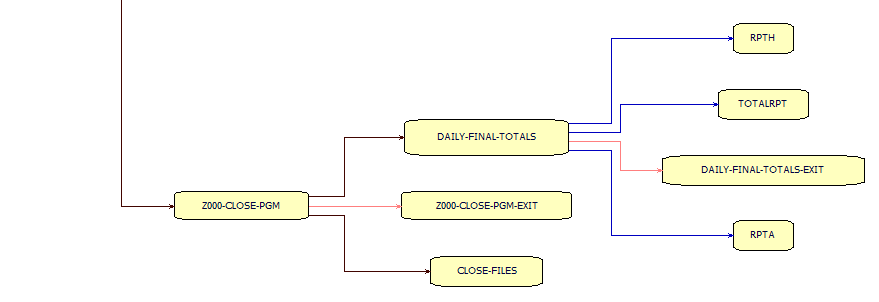 RPTH
TOTALRPT
DAILY-FINAL-TOTALS
DAILY-FINAL-TOTALS-EXIT
Z000-CLOSE-PGM
Z000-CLOSE-PGM-EXIT
RPTA
CLOSE-FILES